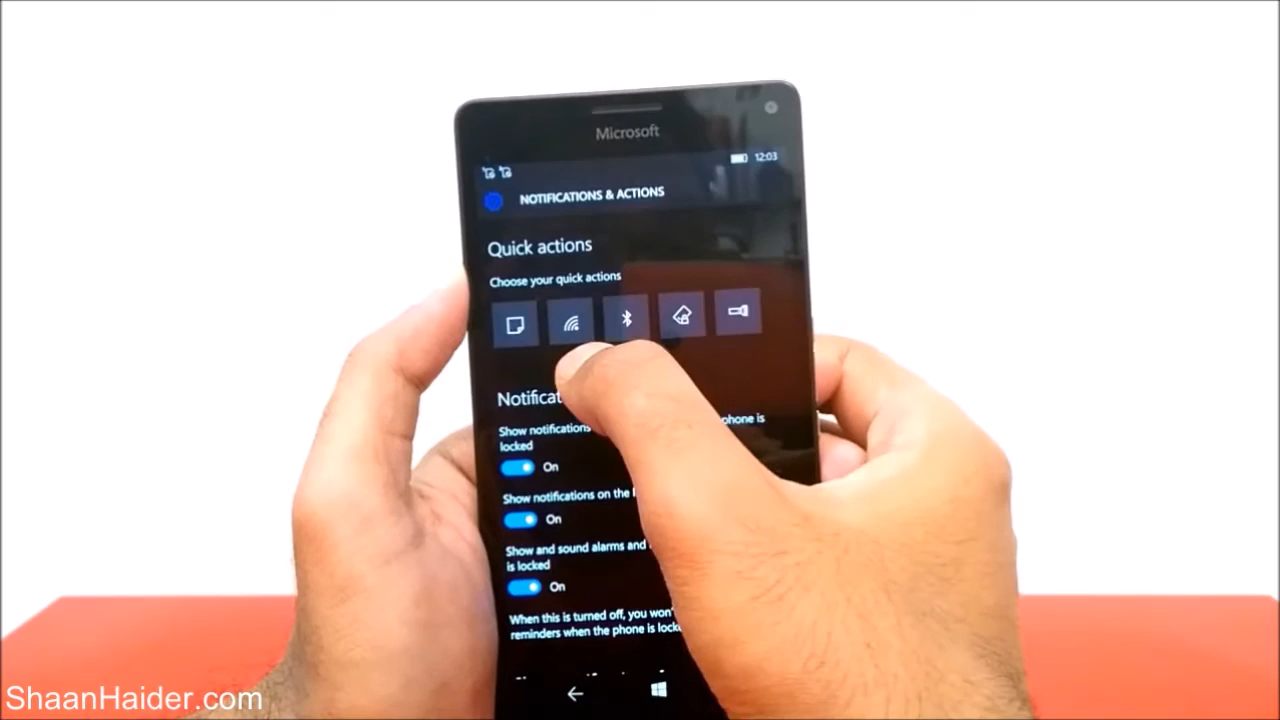 Microsoft
12:03
NOTIFICATIONS & ACTIONS
Quick actions
Choose your quick actions
Notificat
Show notifications phone is
locked
On
Show notifications on the
On
Show and sound alarms and
is locked
On
When this is turned off, you won'
reminders when the phone is lock
ShaanHaider.com